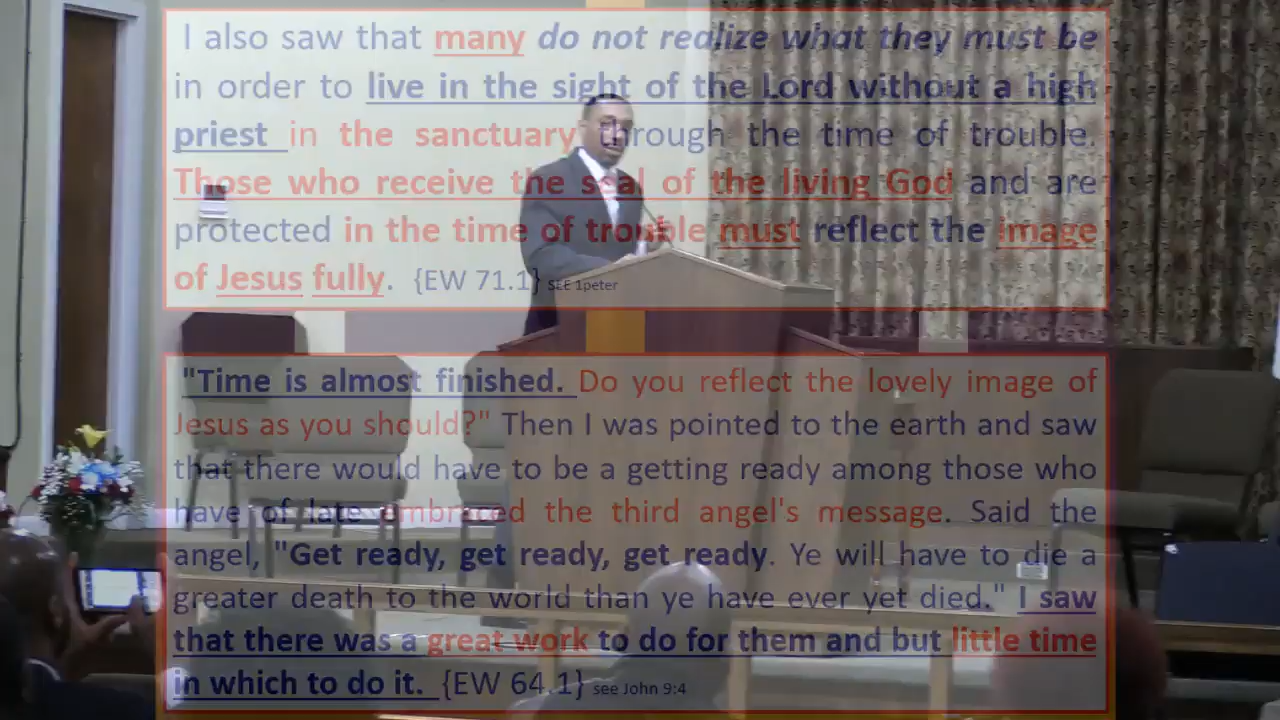 I also saw that many do not realize what they must be
in order to live in the sight of the Lord without a high
priest in the sanctuary through the time of trouble.
Those who receive the seal of the living God and are
protected in the time of trouble must reflect the image
of Jesus fully. {EW 71.1} SEE 1peter
"Time is almost finished. Do you reflect the lovely image of
Jesus as you should?" Then I was pointed to the earth and saw
that there would have to be a getting ready among those who
have of late embraced the third angel's message. Said the
angel, "Get ready, get ready, get ready. Ye will have to die a
greater death to the world than ye have ever yet died." I saw
that there was a great work to do for them and but little time
in which to do it. {EW 64.1} see John 9:4